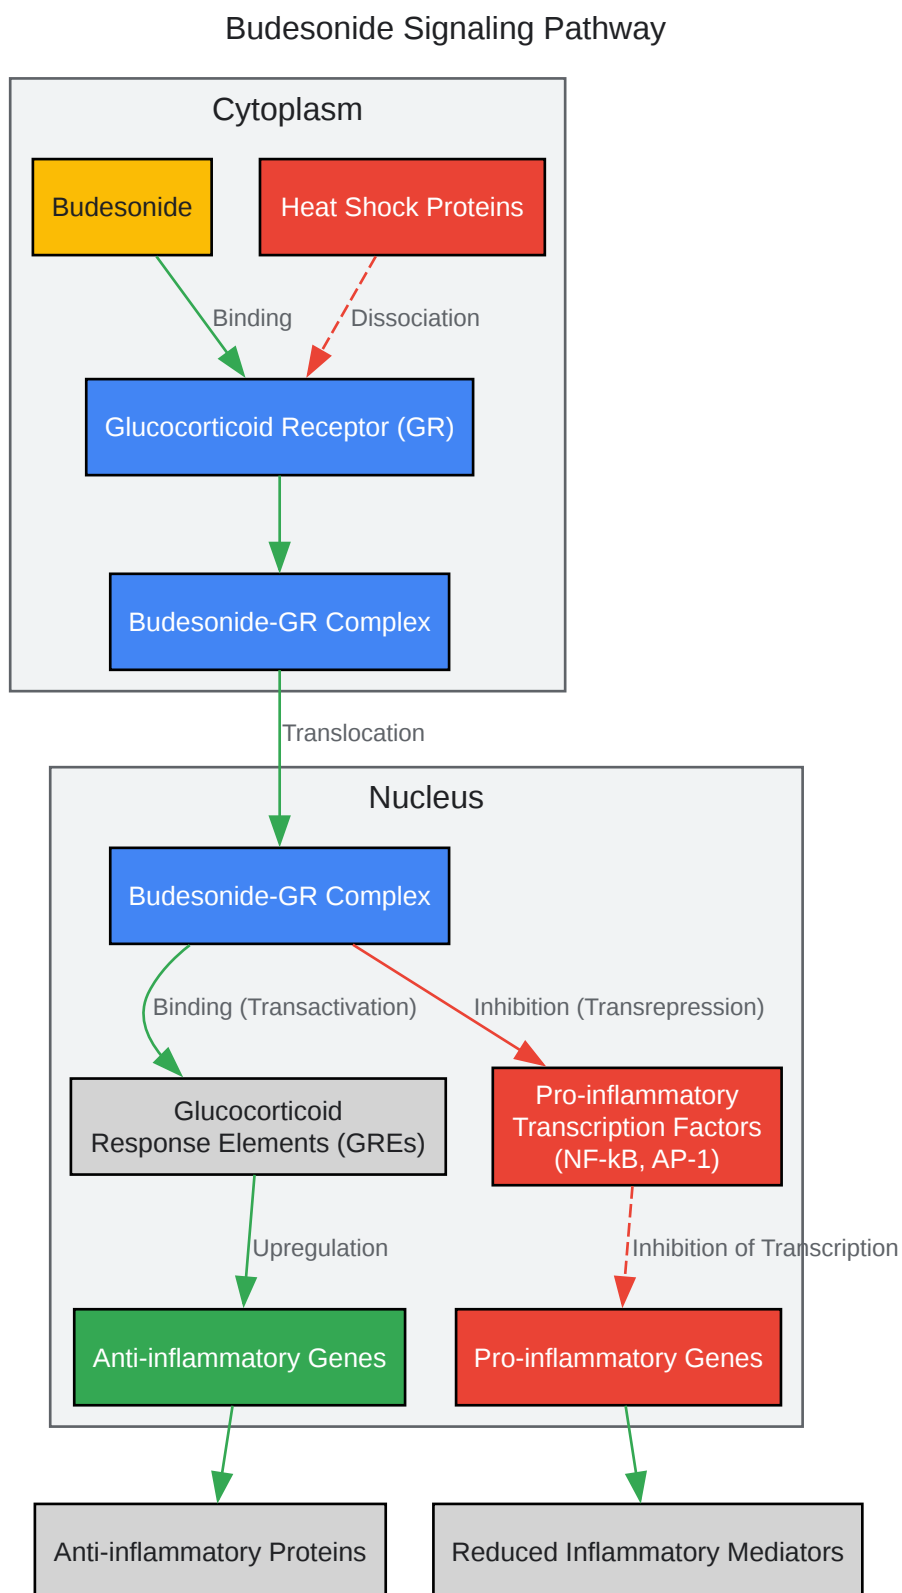 Budesonide Signaling Pathway
Cytoplasm
Budesonide
Heat Shock Proteins
Binding
Dissociation
Glucocorticoid Receptor (GR)
Budesonide-GR Complex
Translocation
Nucleus
Budesonide-GR Complex
Binding (Transactivation)
Inhibition (Transrepression)
Glucocorticoid
Response Elements (GREs)
Pro-inflammatory
Transcription Factors
(NF-kB, AP-1)
Upregulation
Inhibition of Transcription
Anti-inflammatory Genes
Pro-inflammatory Genes
Anti-inflammatory Proteins
Reduced Inflammatory Mediators